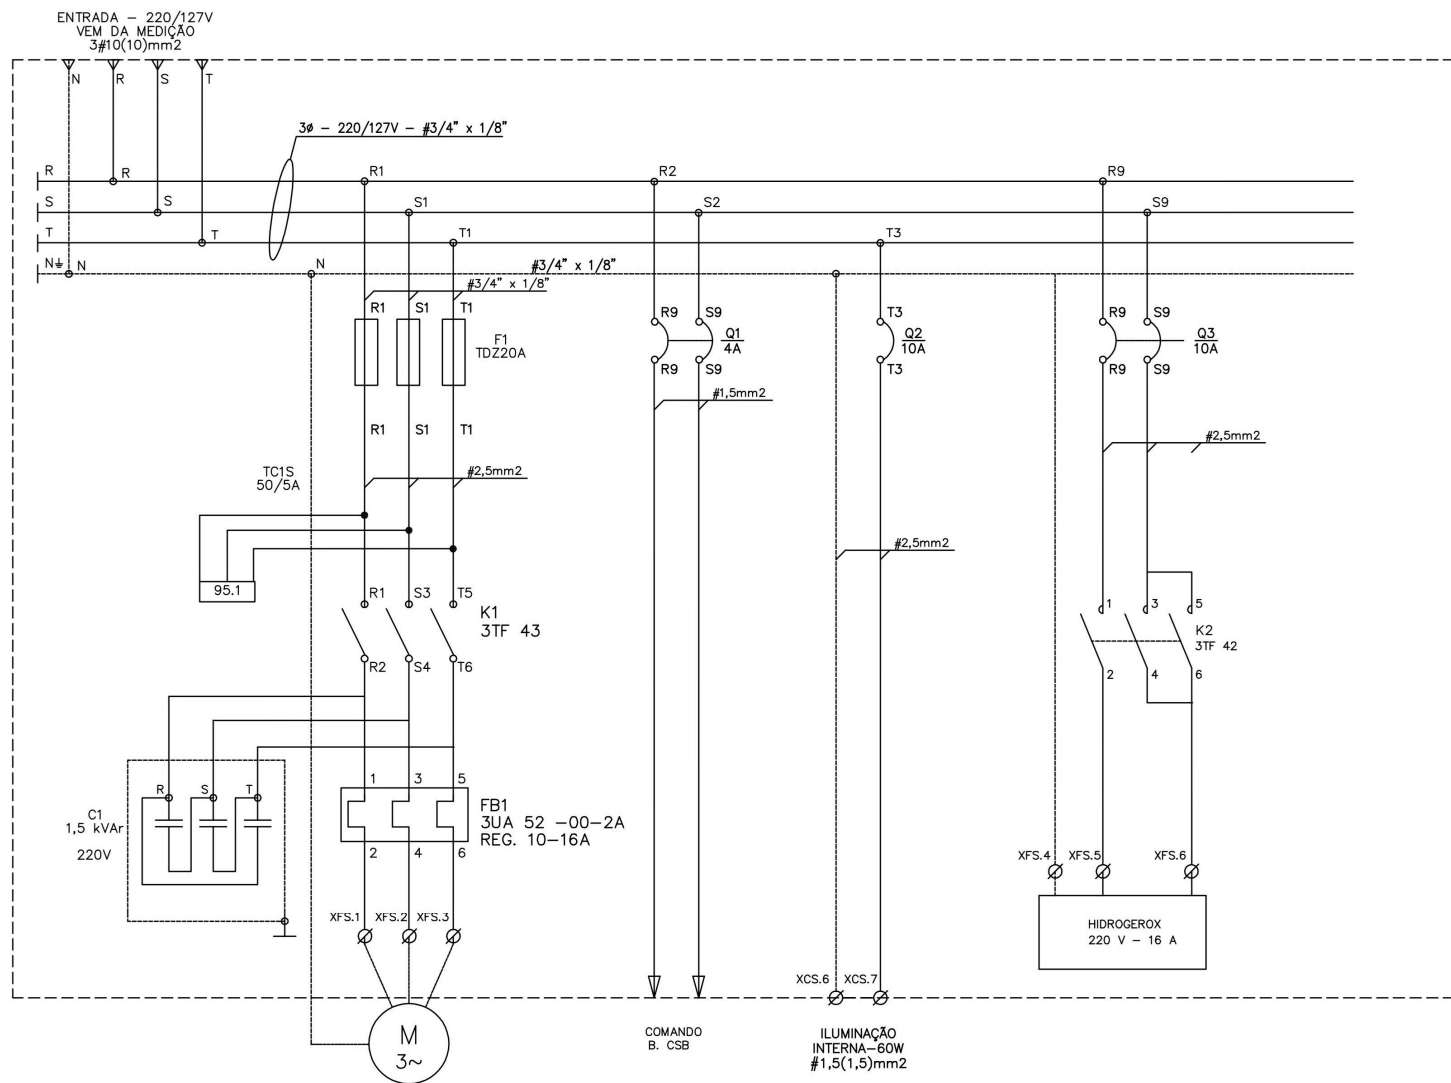 ENTRADA - 220/127V
VEM DA MEDIÇÃO
3#10(10)mm2
N R S T
3ø - 220/127V - #3/4" x 1/8"
R R R1 R2 R9
S S S1 S2 S9
T T T1 T3
N N N #3/4" x 1/8"
#3/4" x 1/8"
R1 S1 T1
F1
TDZ20A
R9 S9
Q1
4A
R9 S9
T3
Q2
10A
T3
R9 S9
Q3
10A
R9 S9
#1,5mm2
R1 S1 T1
#2,5mm2
TC1S
50/5A
#2,5mm2
#2,5mm2
95.1
R1 S3 T5
K1
3TF 43
R2 S4 T6
1 3 5
K2
3TF 42
2 4 6
R S T
C1
1,5 kVAr
220V
1 3 5
FB1
3UA 52 -00-2A
REG. 10-16A
2 4 6
XFS.1 XFS.2 XFS.3
XFS.4 XFS.5 XFS.6
HIDROGEROX
220 V - 16 A
XCS.6 XCS.7
M
3~
COMANDO
B. CSB
ILUMINAÇÃO
INTERNA-60W
#1,5(1,5)mm2